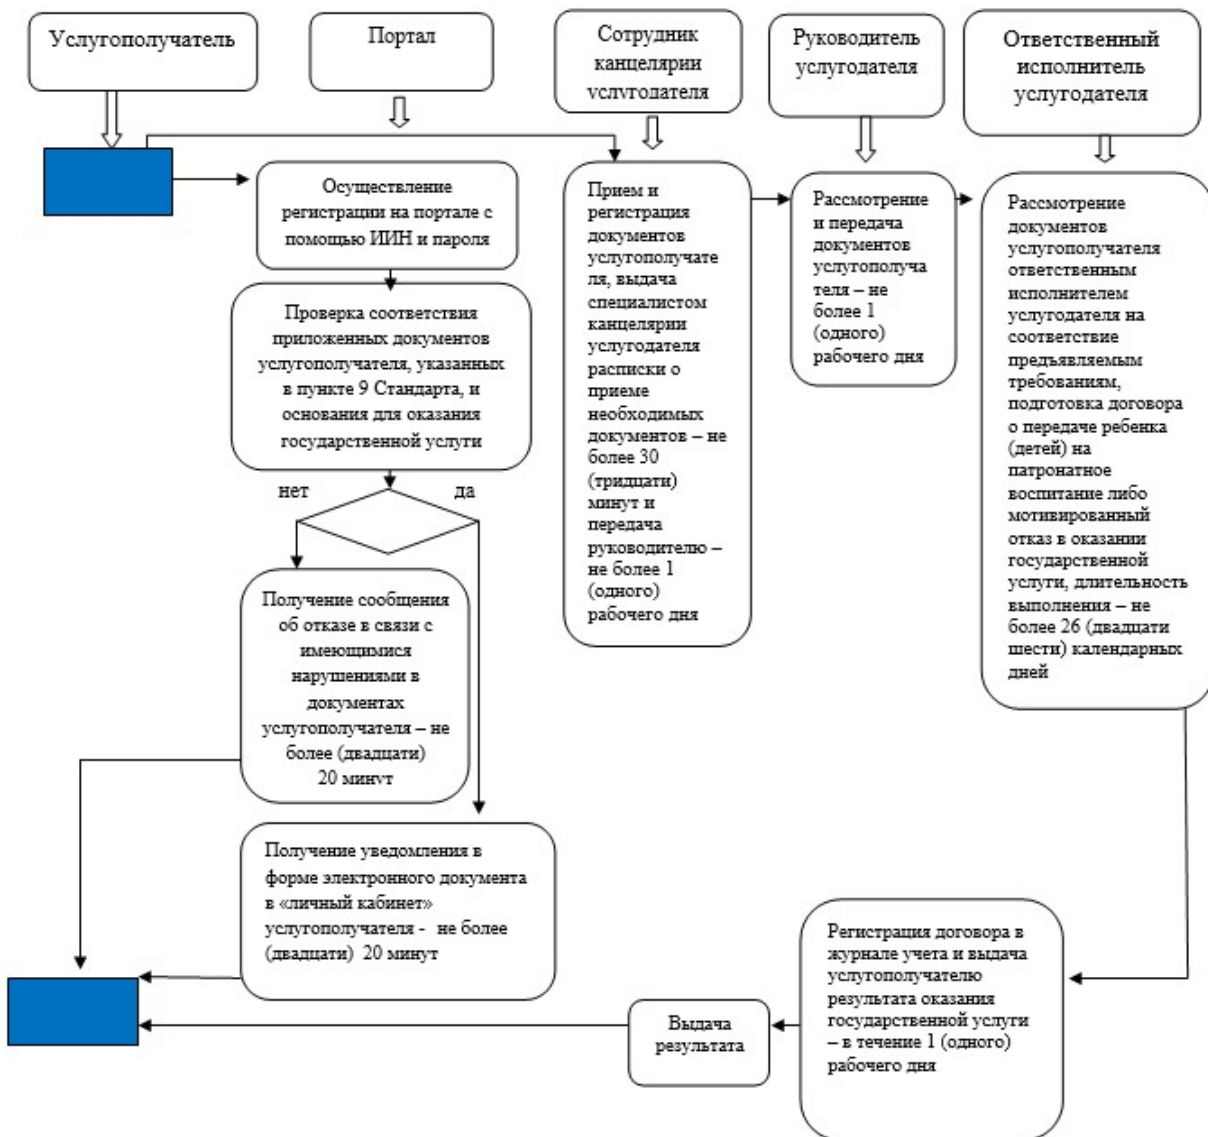 Услугополучатель
Портал
Сотрудник
канцелярии
услугодателя
Руководитель
услугодателя
Ответственный
исполнитель
услугодателя
Осуществление
регистрации на портале с
помощью ИИН и пароля
Проверка соответствия
приложенных документов
услугополучателя, указанных
в пункте 9 Стандарта, и
основания для оказания
государственной услуги
нет
да
Получение сообщения
об отказе в связи с
имеющимися
нарушениями в
документах
услугополучателя – не
более (двадцати)
20 минут
Получение уведомления в
форме электронного документа
в «личный кабинет»
услугополучателя - не более
(двадцати) 20 минут
Прием и
регистрация
документов
услугополучате
ля, выдача
специалистом
канцелярии
услугодателя
расписки о
приеме
необходимых
документов – не
более 30
(тридцати)
минут и
передача
руководителю –
не более 1
(одного)
рабочего дня
Рассмотрение
и передача
документов
услугополуча
теля – не
более 1
(одного)
рабочего дня
Рассмотрение
документов
услугополучателя
ответственным
исполнителем
услугодателя на
соответствие
предъявляемым
требованиям,
подготовка договора
о передаче ребенка
(детей) на
патронатное
воспитание либо
мотивированный
отказ в оказании
государственной
услуги, длительность
выполнения – не
более 26 (двадцати
шести) календарных
дней
Регистрация договора в
журнале учета и выдача
услугополучателю
результата оказания
государственной услуги
– в течение 1 (одного)
рабочего дня
Выдача
результата